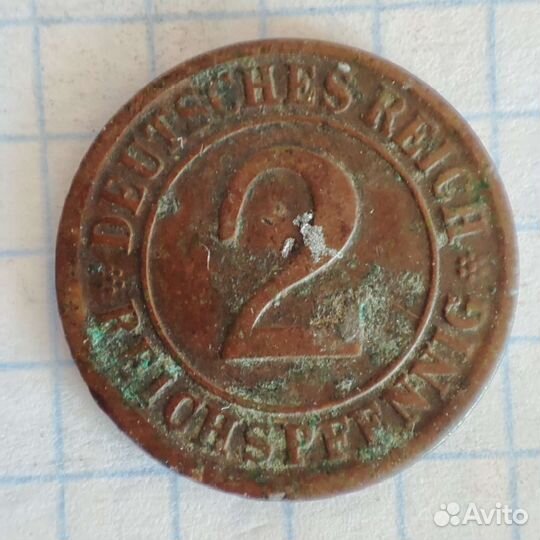 DEUTSCHES REICH
2
REICHSPFENNIG
Avito